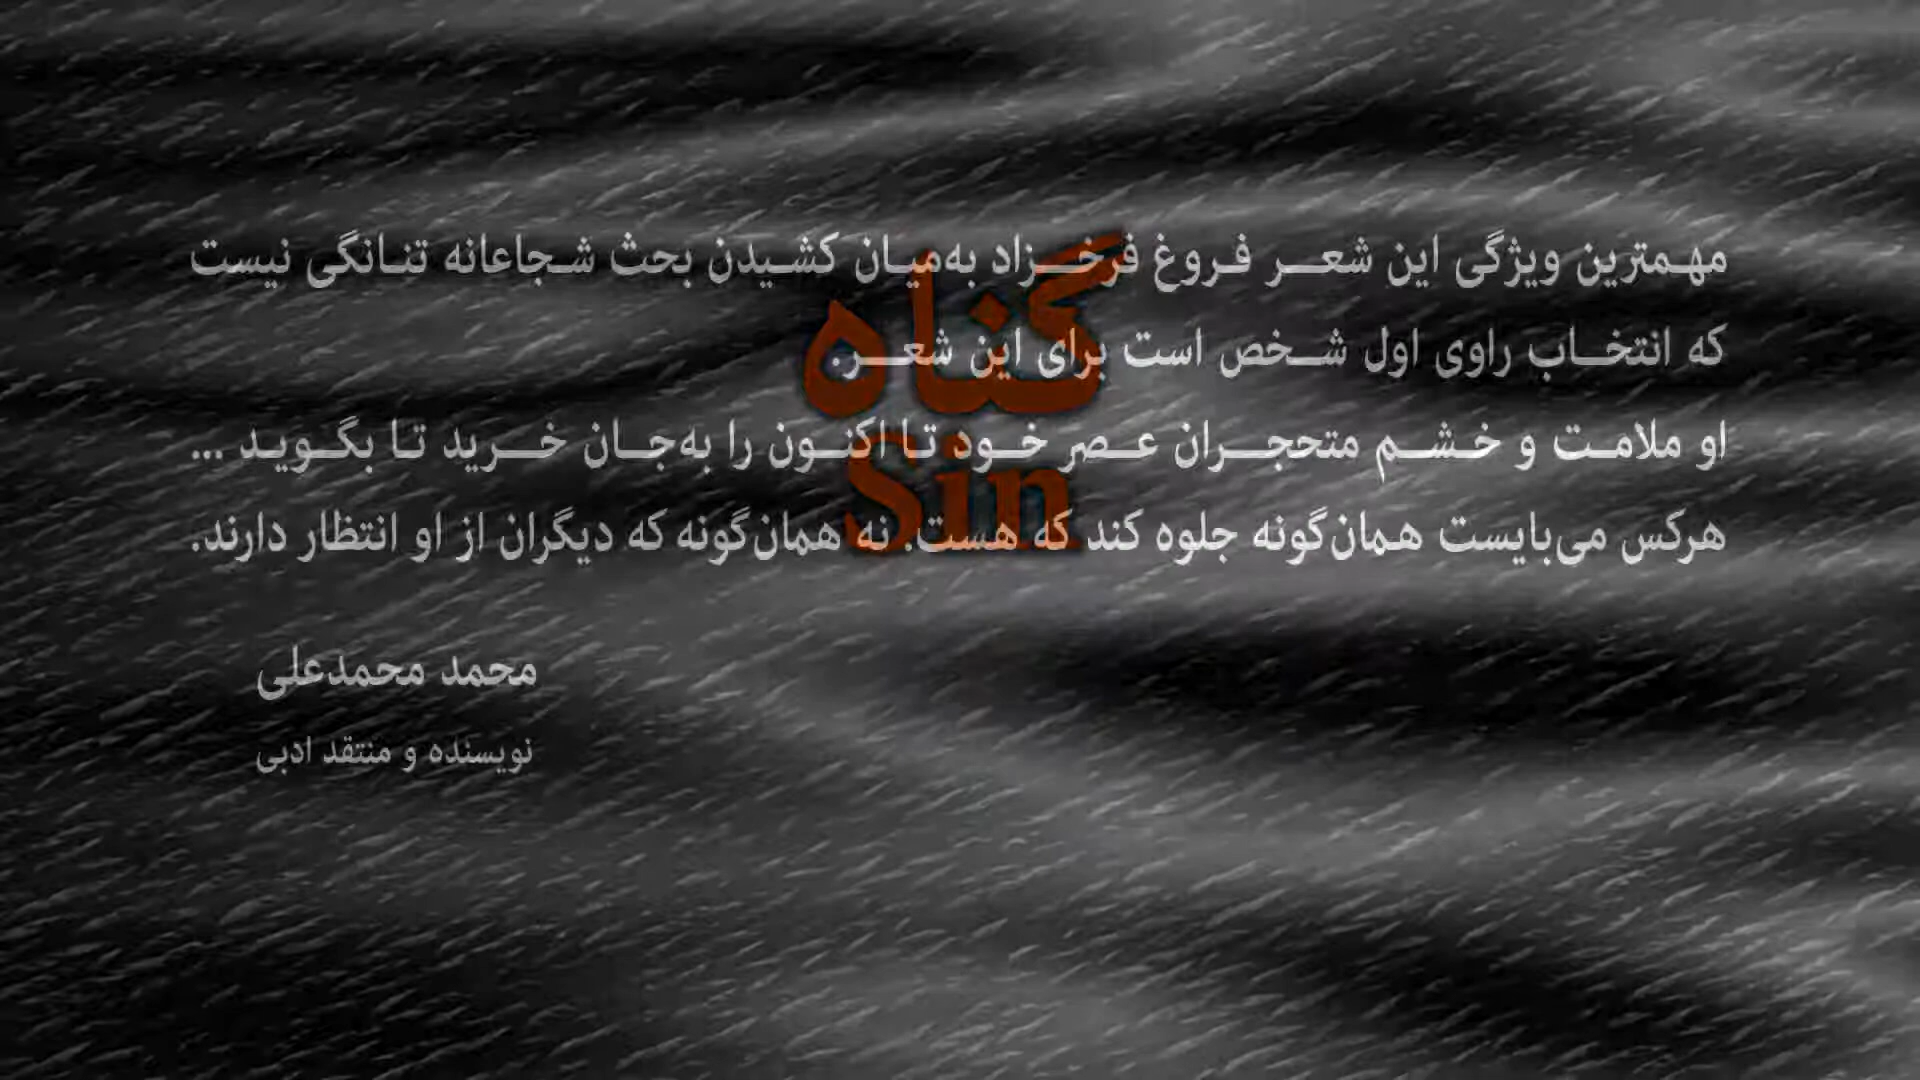 مهمترین ویژگی این شعر فروغ فرخزاد به‌میان کشیدن بحث شجاعانه تنانگی نیست
که انتخاب راوی اول شخص است برای این شعر.
او ملامت و خشم متحجران عصر خود تا اکنون را به‌جان خرید تا بگوید ...
هرکس می‌بایست همان‌گونه جلوه کند که هست. نه همان‌گونه که دیگران از او انتظار دارند.
گناه
Sin
محمد محمدعلی
نویسنده و منتقد ادبی